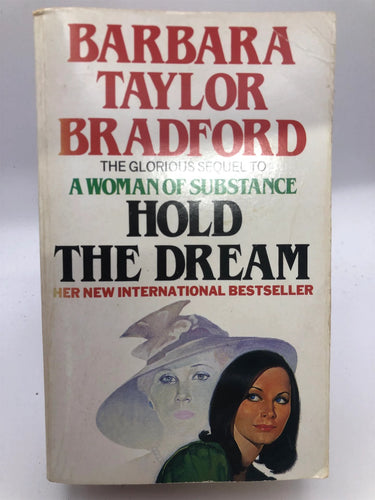 BARBARA
TAYLOR
BRADFORD
THE GLORIOUS SEQUEL TO
A WOMAN OF SUBSTANCE
HOLD
THE DREAM
HER NEW INTERNATIONAL BESTSELLER